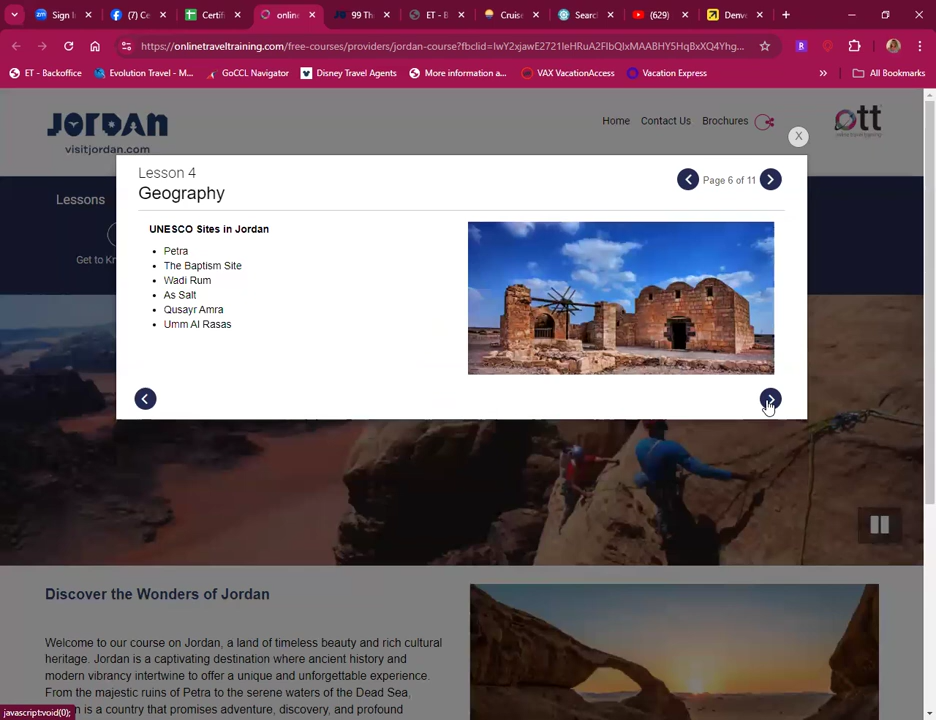 Sign i
(7) Ce
Certifi
online
99 Th
ET - B
Cruise
Searc
(629)
Denve
https://onlinetraveltraining.com/free-courses/providers/jordan-course?fbclid=IwY2xjawE2721leHRuA2FlbQIxMAABHY5HqBxXQ4Yhg...
ET - Backoffice
Evolution Travel - M...
GoCCL Navigator
Disney Travel Agents
More information a...
VAX VacationAccess
Vacation Express
All Bookmarks
JORDAN
visitjordan.com
Home
Contact Us
Brochures
ott
X
Lessons
Get to Kn
Lesson 4
Geography
Page 6 of 11
UNESCO Sites in Jordan
• Petra
• The Baptism Site
• Wadi Rum
• As Salt
• Qusayr Amra
• Umm Al Rasas
Discover the Wonders of Jordan
Welcome to our course on Jordan, a land of timeless beauty and rich cultural
heritage. Jordan is a captivating destination where ancient history and
modern vibrancy intertwine to offer a unique and unforgettable experience.
From the majestic ruins of Petra to the serene waters of the Dead Sea,
n is a country that promises adventure, discovery, and profound
javascript:void(0);